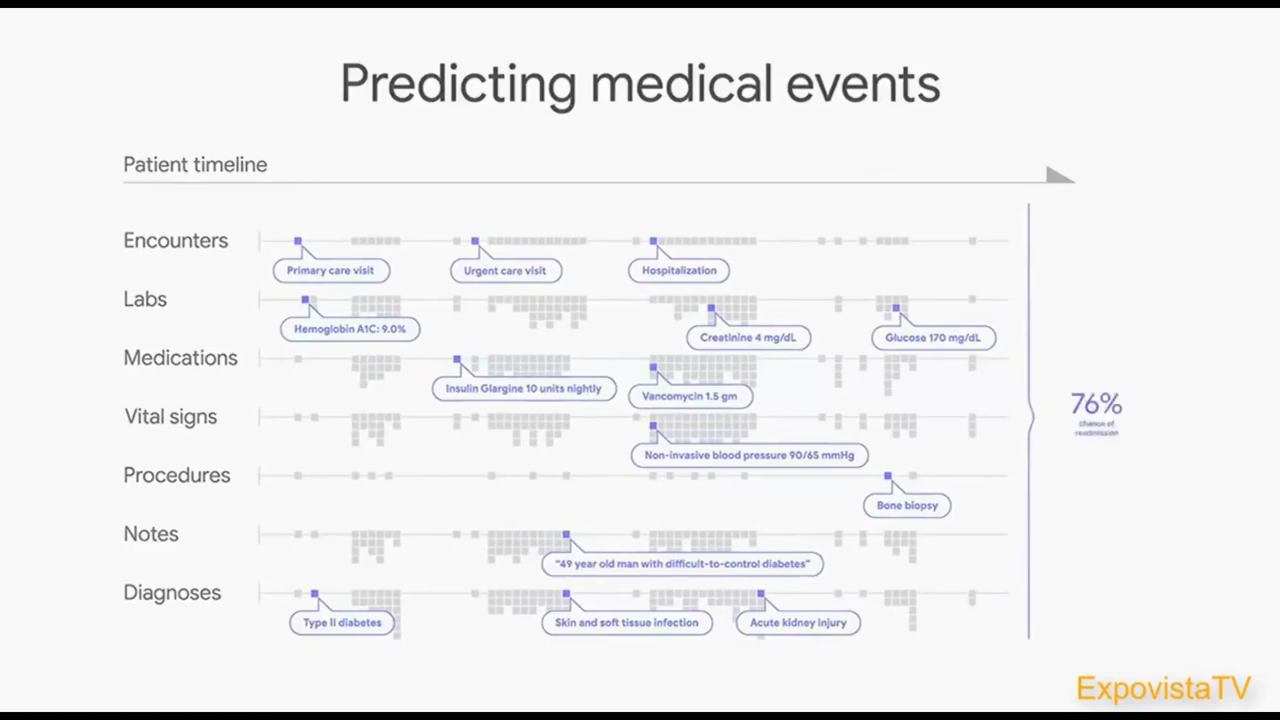 Predicting medical events
Patient timeline
Encounters
Primary care visit
Urgent care visit
Hospitalization
Labs
Hemoglobin A1C: 9.0%
Creatinine 4 mg/dL
Glucose 170 mg/dL
Medications
Insulin Glargine 10 units nightly
Vancomycin 1.5 gm
Vital signs
Non-invasive blood pressure 90/65 mmHg
Procedures
Bone biopsy
Notes
"49 year old man with difficult-to-control diabetes"
Diagnoses
Type II diabetes
Skin and soft tissue infection
Acute kidney injury
76%
chance of
readmission
ExpovistaTV